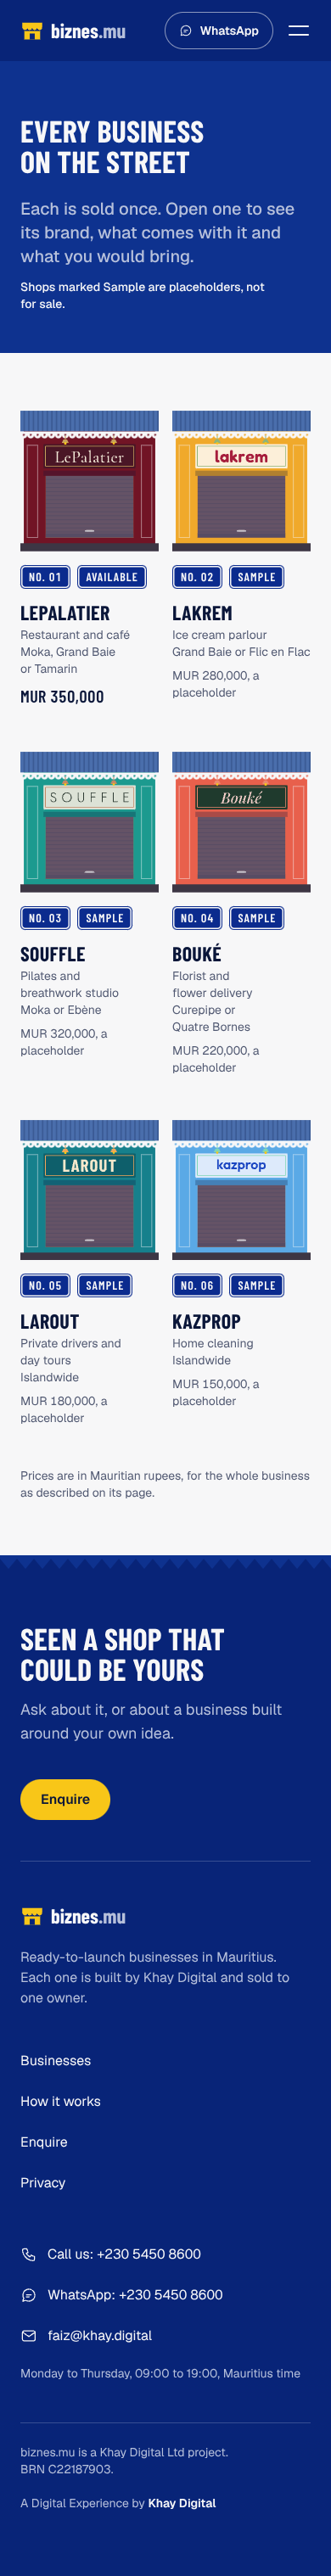 biznes.mu
WhatsApp
EVERY BUSINESS
ON THE STREET
Each is sold once. Open one to see
its brand, what comes with it and
what you would bring.
Shops marked Sample are placeholders, not
for sale.
LePalatier
lakrem
NO. 01
AVAILABLE
NO. 02
SAMPLE
LEPALATIER
Restaurant and café
Moka, Grand Baie
or Tamarin
MUR 350,000
LAKREM
Ice cream parlour
Grand Baie or Flic en Flac
MUR 280,000, a
placeholder
SOUFFLE
Bouké
NO. 03
SAMPLE
NO. 04
SAMPLE
SOUFFLE
Pilates and
breathwork studio
Moka or Ebène
MUR 320,000, a
placeholder
BOUKÉ
Florist and
flower delivery
Curepipe or
Quatre Bornes
MUR 220,000, a
placeholder
LAROUT
kazprop
NO. 05
SAMPLE
NO. 06
SAMPLE
LAROUT
Private drivers and
day tours
Islandwide
MUR 180,000, a
placeholder
KAZPROP
Home cleaning
Islandwide
MUR 150,000, a
placeholder
Prices are in Mauritian rupees, for the whole business
as described on its page.
SEEN A SHOP THAT
COULD BE YOURS
Ask about it, or about a business built
around your own idea.
Enquire
biznes.mu
Ready-to-launch businesses in Mauritius.
Each one is built by Khay Digital and sold to
one owner.
Businesses
How it works
Enquire
Privacy
Call us: +230 5450 8600
WhatsApp: +230 5450 8600
faiz@khay.digital
Monday to Thursday, 09:00 to 19:00, Mauritius time
biznes.mu is a Khay Digital Ltd project.
BRN C22187903.
A Digital Experience by Khay Digital